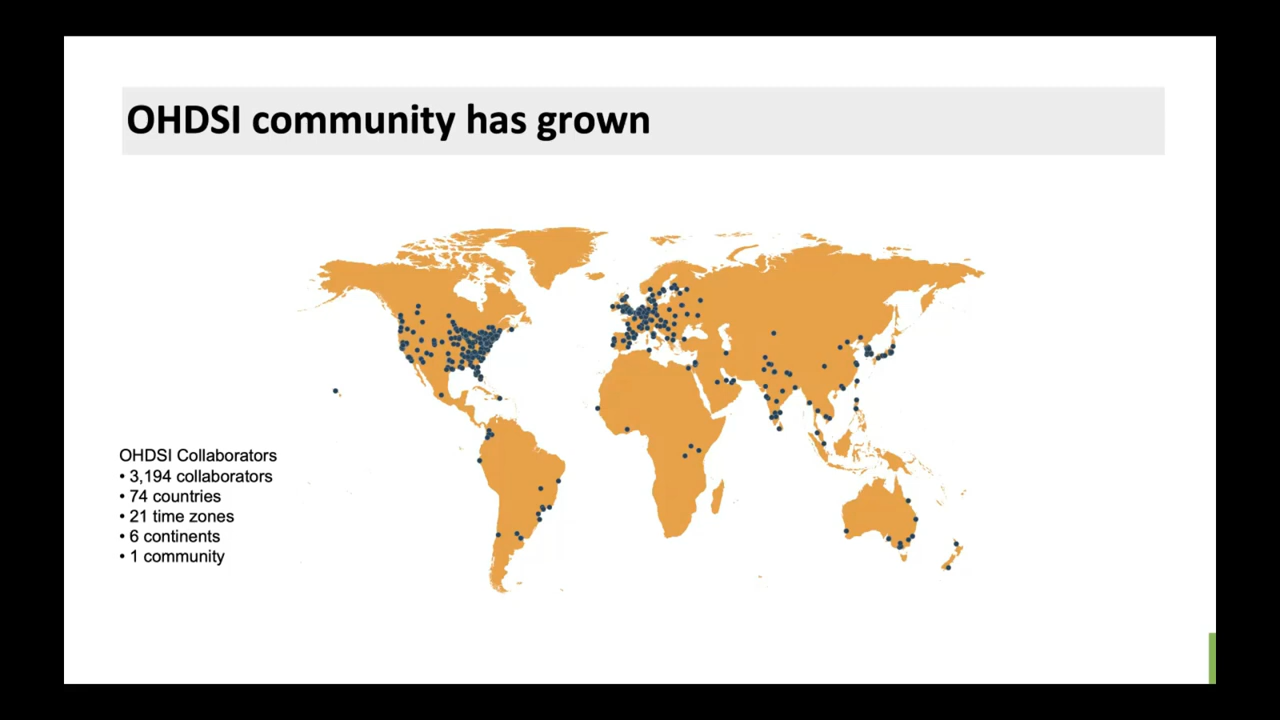 OHDSI community has grown
OHDSI Collaborators
• 3,194 collaborators
• 74 countries
• 21 time zones
• 6 continents
• 1 community